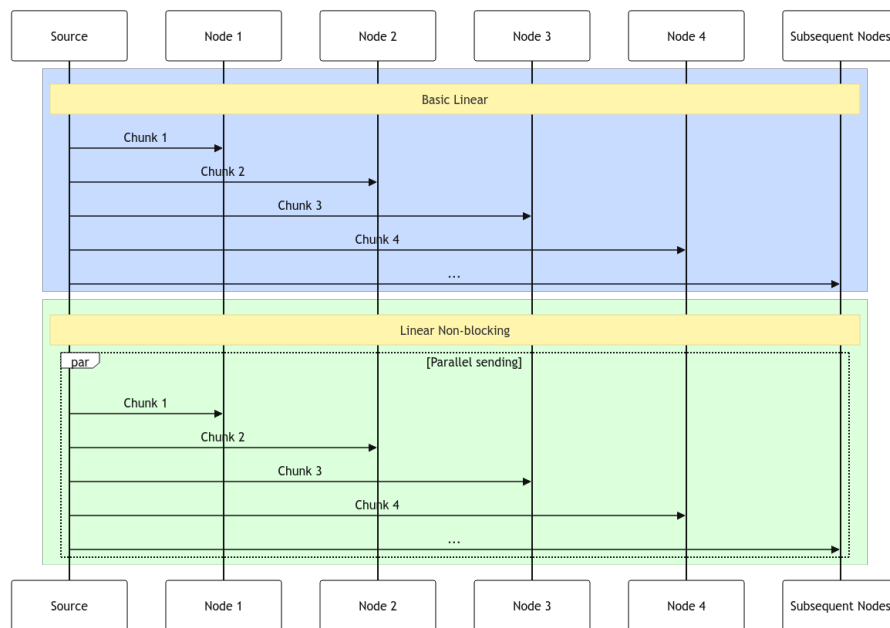 Source
Node 1
Node 2
Node 3
Node 4
Subsequent Nodes
Basic Linear
Chunk 1
Chunk 2
Chunk 3
Chunk 4
...
Linear Non-blocking
par
[Parallel sending]
Chunk 1
Chunk 2
Chunk 3
Chunk 4
...
Source
Node 1
Node 2
Node 3
Node 4
Subsequent Nodes